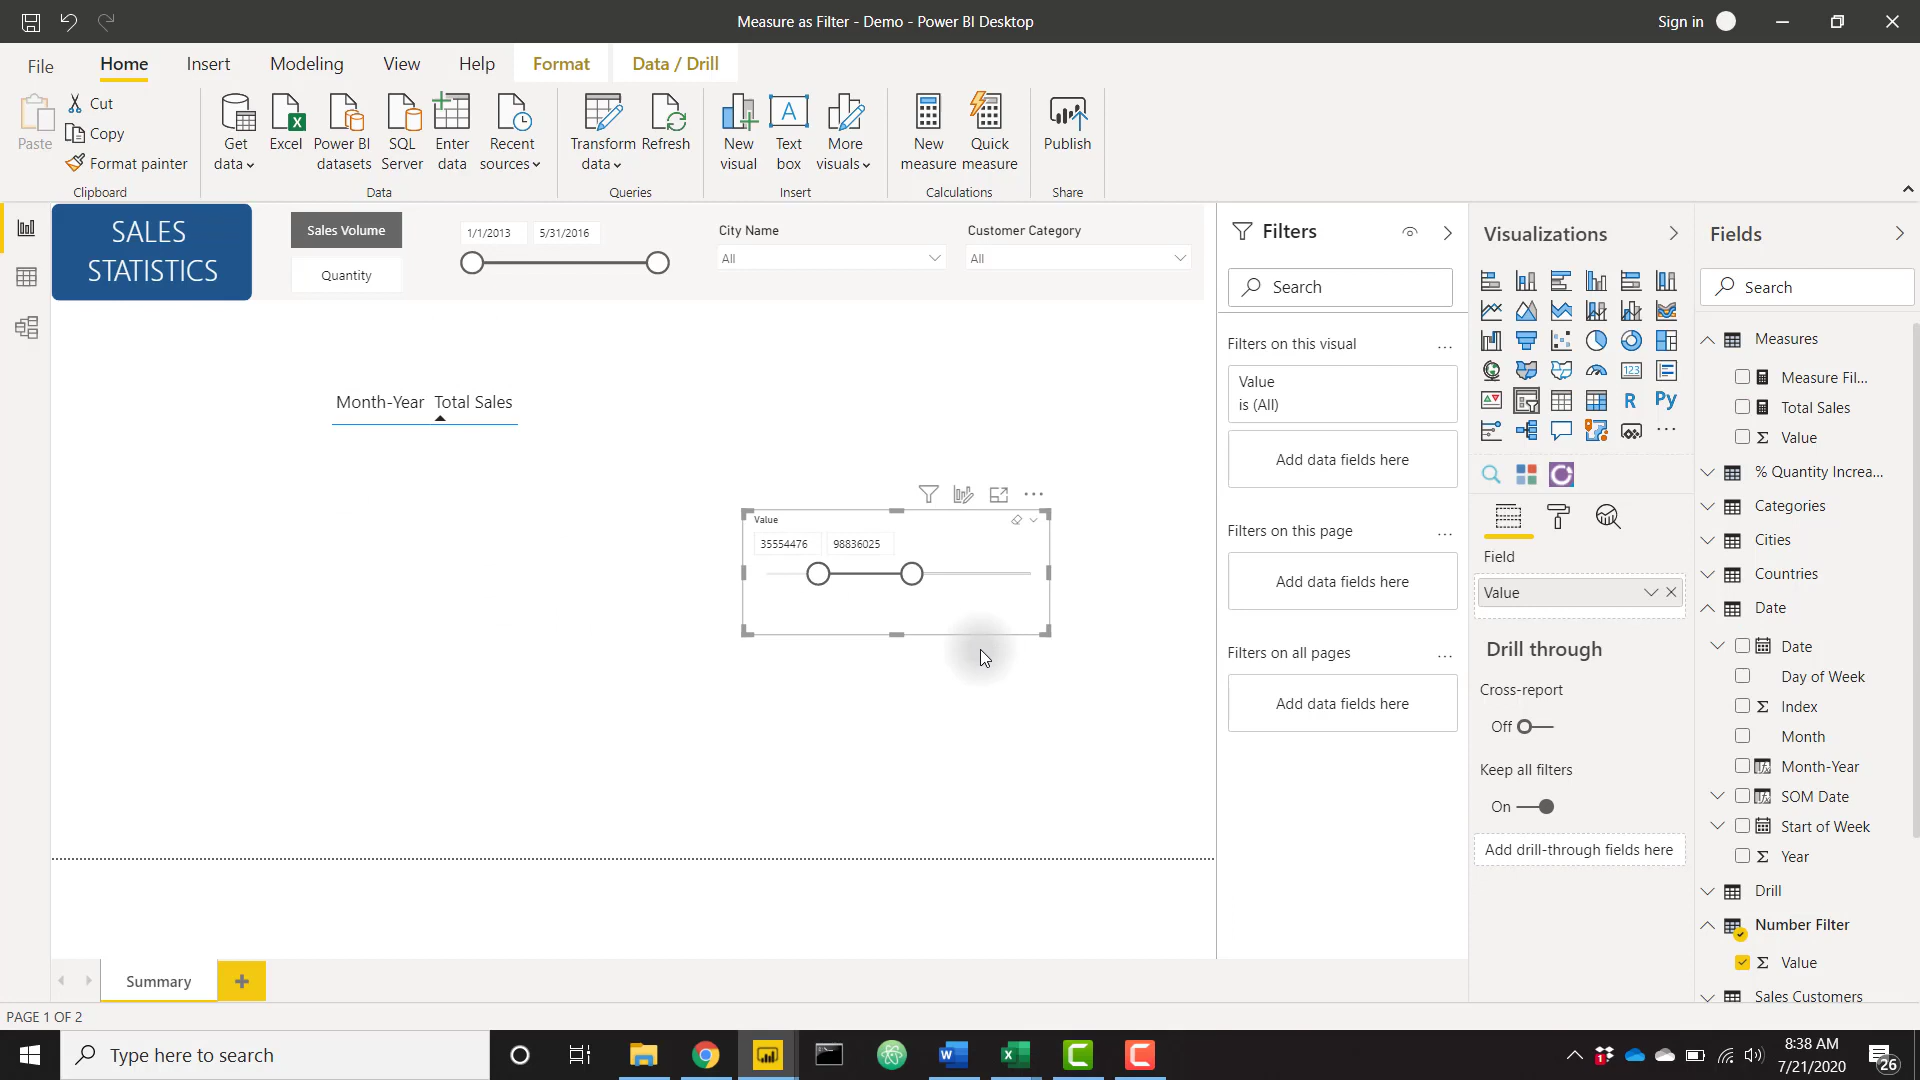 Measure as Filter - Demo - Power BI Desktop
Sign in
File
Home
Insert
Modeling
View
Help
Format
Data / Drill
Paste
Cut
Copy
Format painter
Clipboard
Get
data
Excel
Power BI
datasets
SQL
Server
Enter
data
Recent
sources
Data
Transform
data
Refresh
Queries
New
visual
A
Text
box
More
visuals
Insert
New
measure
Quick
measure
Calculations
Publish
Share
SALES
STATISTICS
Sales Volume
Quantity
1/1/2013
5/31/2016
City Name
All
Customer Category
All
Month-Year Total Sales
Value
35554476
98836025
Filters
Search
Filters on this visual
...
Value
is (All)
Add data fields here
Filters on this page
...
Add data fields here
Filters on all pages
...
Add data fields here
Visualizations
123
R
Py
...
Field
Value
Drill through
Cross-report
Off
Keep all filters
On
Add drill-through fields here
Fields
Search
Measures
Measure Fil...
Total Sales
Σ Value
% Quantity Increa...
Categories
Cities
Countries
Date
Date
Day of Week
Σ Index
Month
Month-Year
SOM Date
Start of Week
Σ Year
Drill
Number Filter
Σ Value
Sales Customers
Summary
PAGE 1 OF 2
Type here to search
8:38 AM
7/21/2020
26